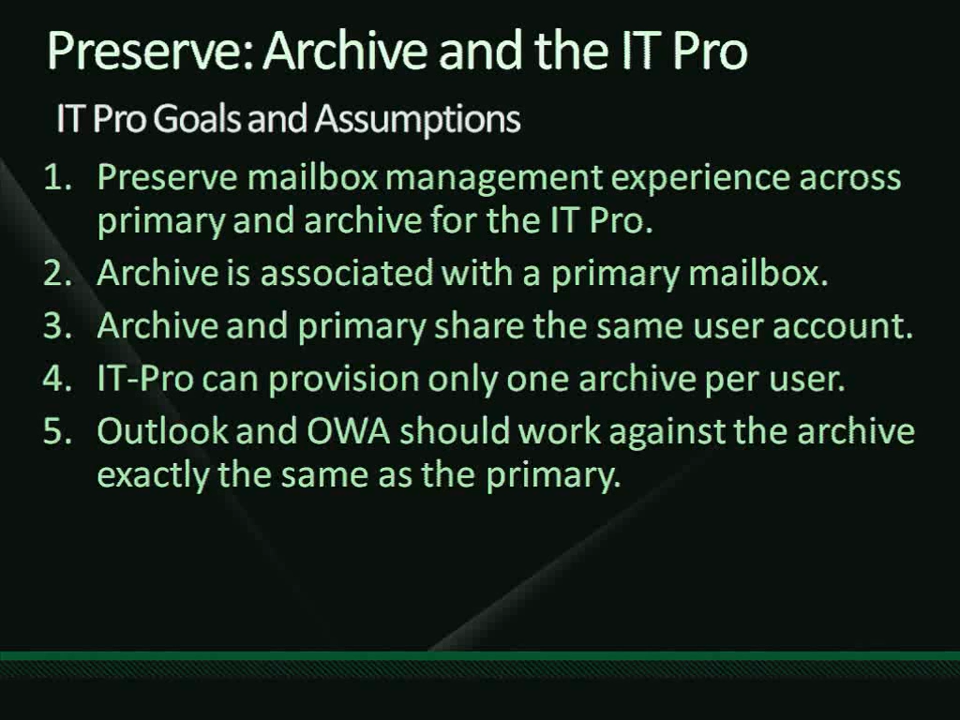 Preserve: Archive and the IT Pro
IT Pro Goals and Assumptions
1. Preserve mailbox management experience across
primary and archive for the IT Pro.
2. Archive is associated with a primary mailbox.
3. Archive and primary share the same user account.
4. IT-Pro can provision only one archive per user.
5. Outlook and OWA should work against the archive
exactly the same as the primary.